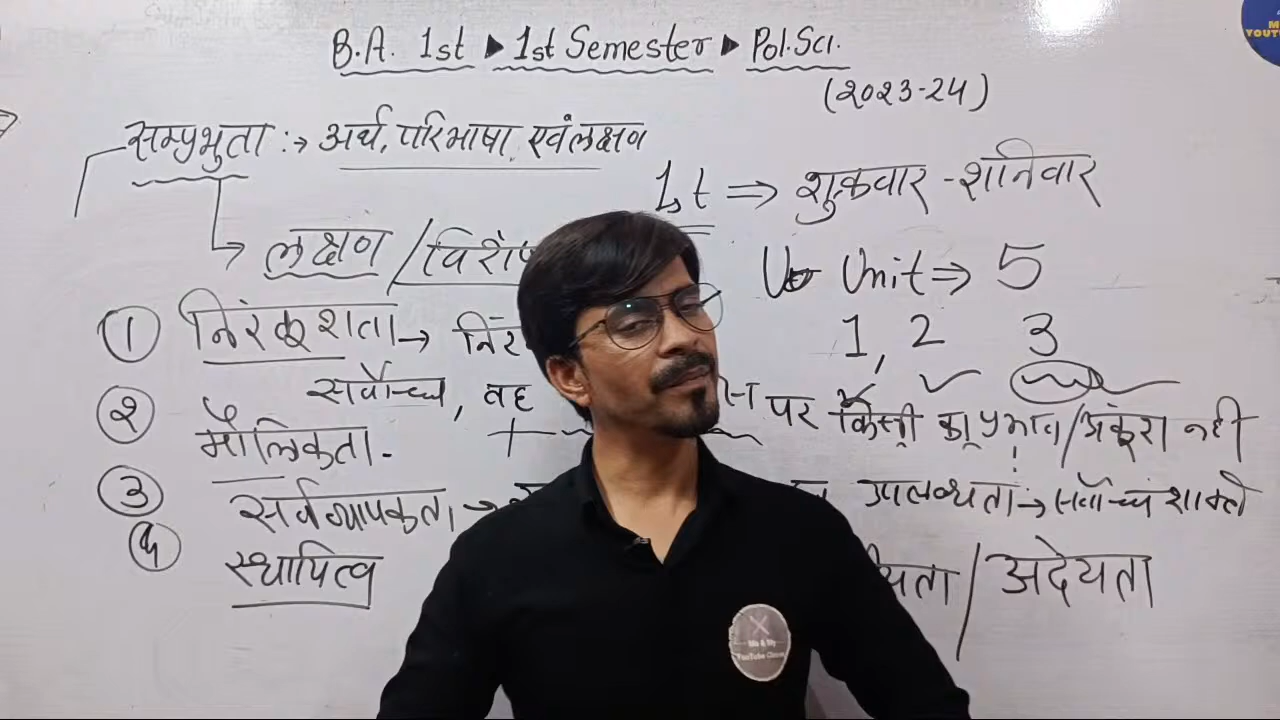 B.A. 1st ▶ 1st Semester ▶ Pol. Sci.
(2023-24)
सम्प्रभुता :→ अर्थ, परिभाषा एवं लक्षण
1st ⇒ शुक्रवार - शनिवार
लक्षण /
Unit ⇒ 5
1, 2 3
① निरंकुशता →
सर्वोच्च, वह पर किसी का प्रभाव/अंकुश नही
② मौलिकता -
③ सर्वव्यापकता → उपलब्धता → सर्वोच्च शक्ति
④ स्थायित्व / अदेयता
YouTube Classes